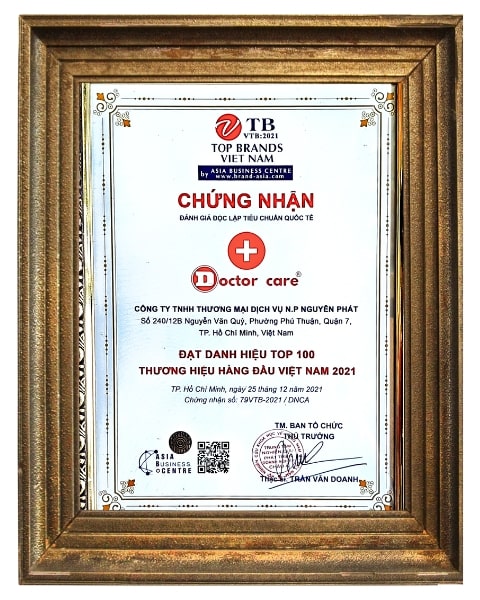 TB
VTB:2021
TOP BRANDS
VIET NAM
by ASIA BUSINESS CENTRE
www.brand-asia.com
CHỨNG NHẬN
ĐÁNH GIÁ ĐỘC LẬP TIÊU CHUẨN QUỐC TẾ
Doctor care®
CÔNG TY TNHH THƯƠNG MẠI DỊCH VỤ N.P NGUYÊN PHÁT
Số 240/12B Nguyễn Văn Quỳ, Phường Phú Thuận, Quận 7,
TP. Hồ Chí Minh, Việt Nam
ĐẠT DANH HIỆU TOP 100
THƯƠNG HIỆU HÀNG ĐẦU VIỆT NAM 2021
TP. Hồ Chí Minh, ngày 25 tháng 12 năm 2021
Chứng nhận số: 79VTB-2021 / DNCA
TM. BAN TỔ CHỨC
THỦ TRƯỞNG
ASIA
BUSINESS
CENTRE
Thạc sĩ. TRẦN VĂN DOANH